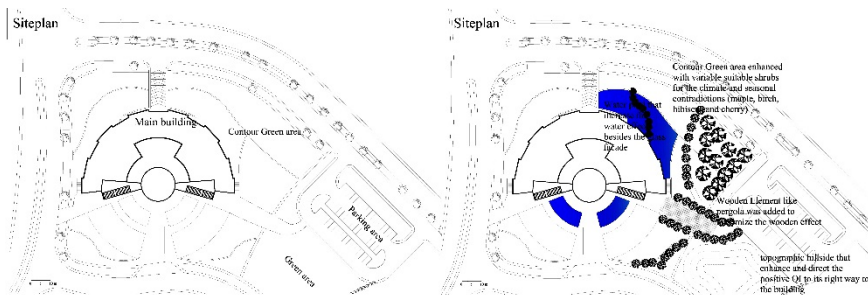 Siteplan
Main building
Contour Green area
Parking area
Green area
Siteplan
Contour Green area enhanced
with variable suitable shrubs
for the climate and seasonal
contradictions (maple, birch,
and cherry)
that
water
besides the
facade
Wooden Element like
pergola was added to
the wooden effect
topographic hillside that
enhance and direct the
positive QI to its right way to
the building